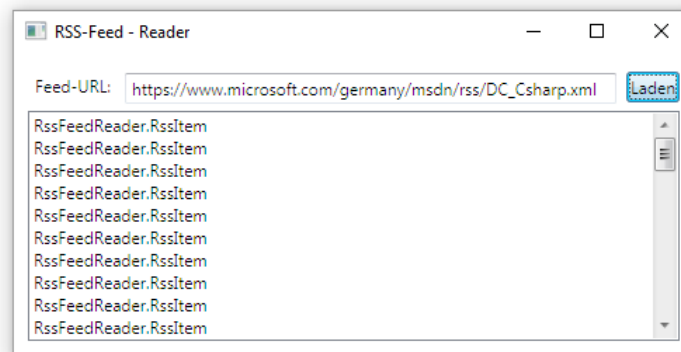 RSS-Feed - Reader
Feed-URL: https://www.microsoft.com/germany/msdn/rss/DC_Csharp.xml Laden
RssFeedReader.RssItem
RssFeedReader.RssItem
RssFeedReader.RssItem
RssFeedReader.RssItem
RssFeedReader.RssItem
RssFeedReader.RssItem
RssFeedReader.RssItem
RssFeedReader.RssItem
RssFeedReader.RssItem
RssFeedReader.RssItem